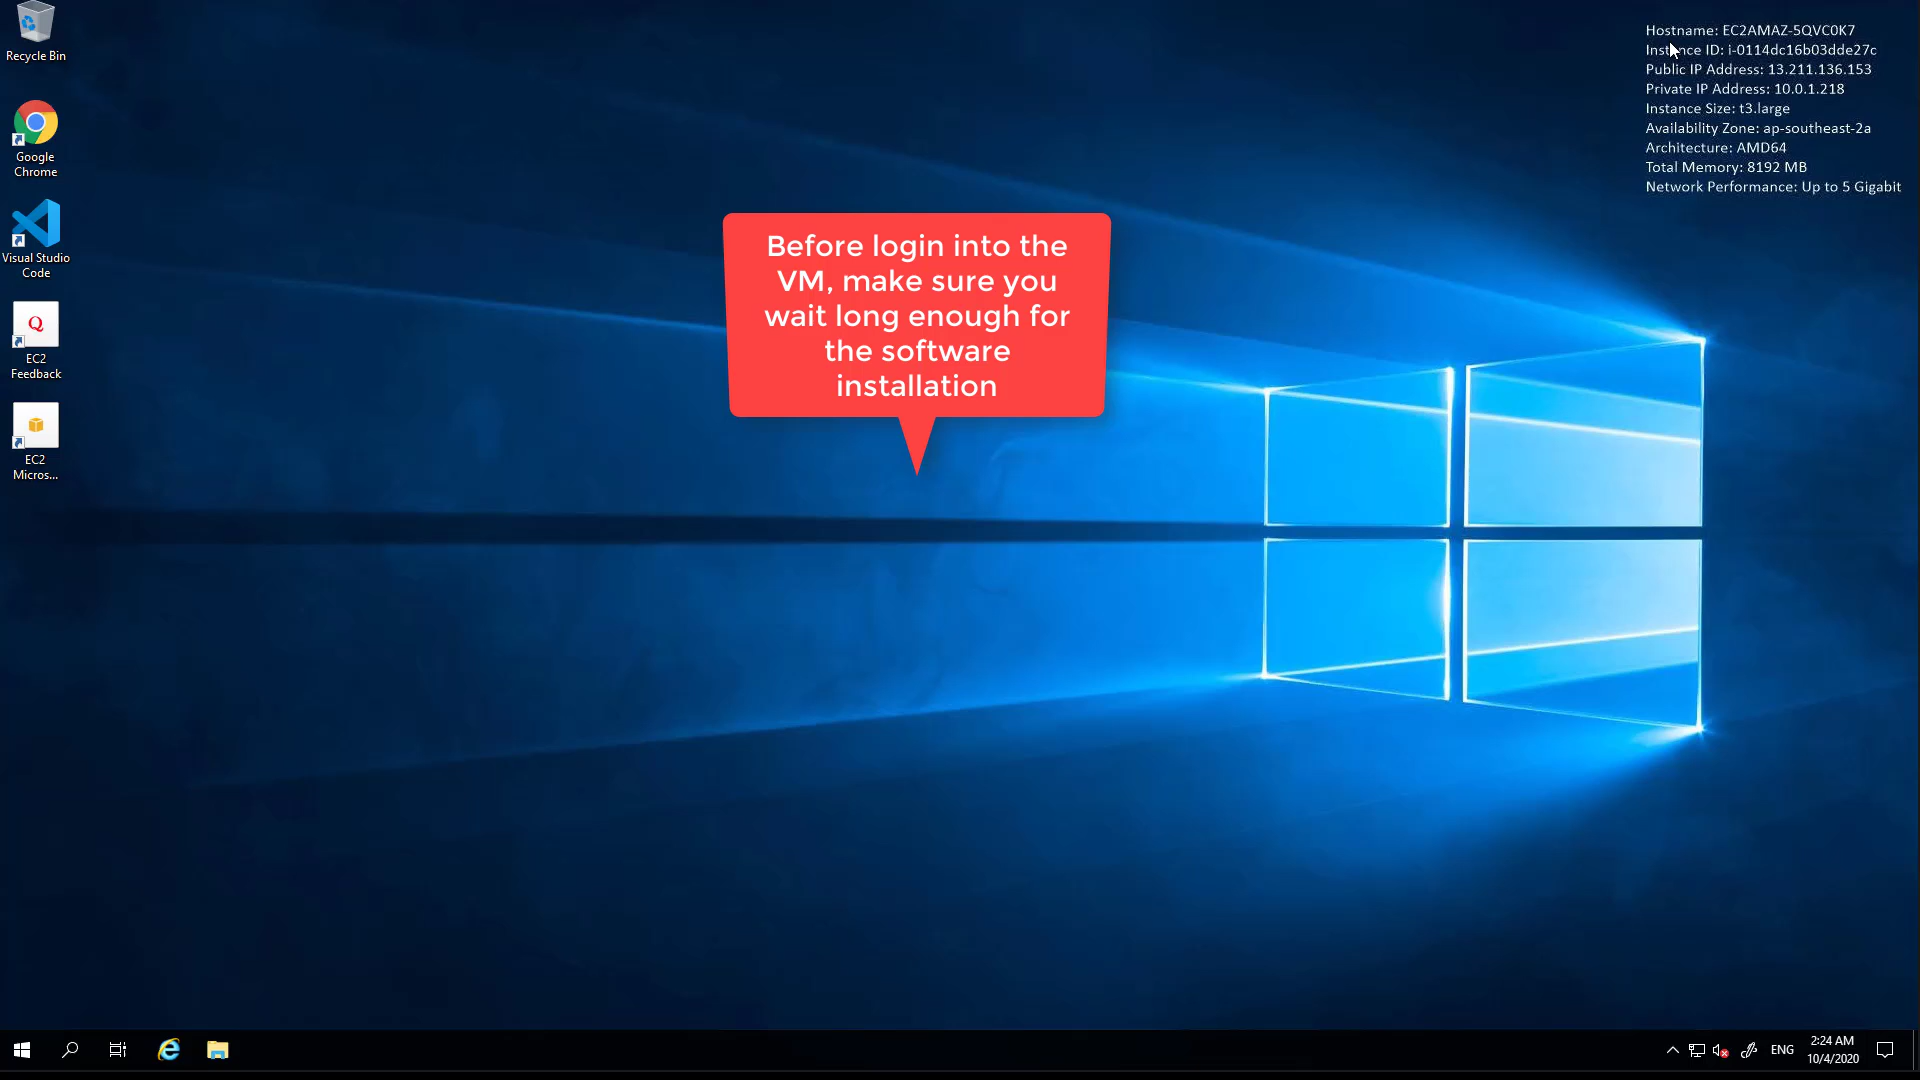 Recycle Bin
Google
Chrome
Visual Studio
Code
Q
EC2
Feedback
EC2
Micros...
Before login into the
VM, make sure you
wait long enough for
the software
installation
Hostname: EC2AMAZ-5QVC0K7
Instance ID: i-0114dc16b03dde27c
Public IP Address: 13.211.136.153
Private IP Address: 10.0.1.218
Instance Size: t3.large
Availability Zone: ap-southeast-2a
Architecture: AMD64
Total Memory: 8192 MB
Network Performance: Up to 5 Gigabit
ENG
2:24 AM
10/4/2020